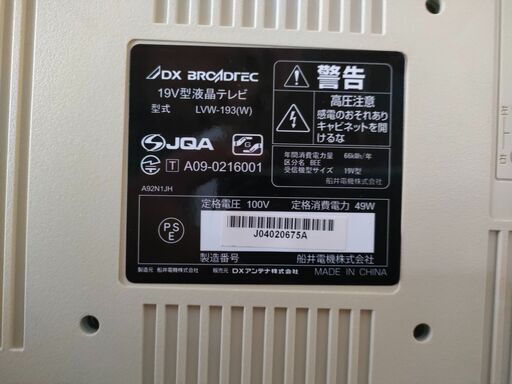 DX BROADTEC
19V型液晶テレビ
型式 LVW-193(W)
JQA
T A09-0216001
A92N1JH
警告
高圧注意
感電のおそれあり
キャビネットを開
けるな
年間消費電力量 66kWh/年
区分名 BEE
受信機型サイズ 19V型
船井電機株式会社
定格電圧 100V 定格消費電力 49W
PS
E
J04020675A
製造番号 船井電機株式会社
製造元 船井電機株式会社 販売元 DXアンテナ株式会社 MADE IN CHINA